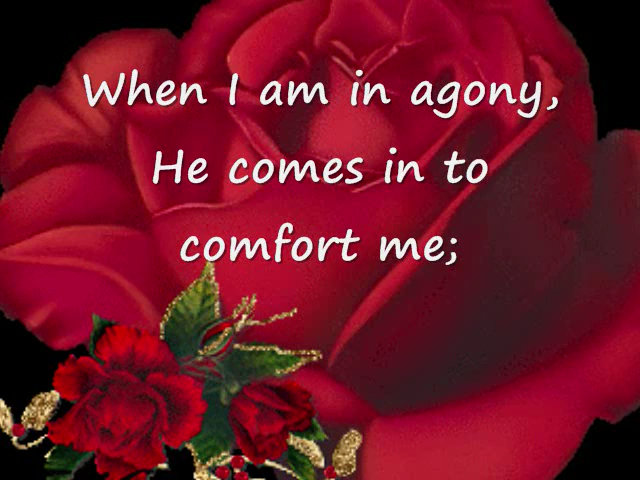 When I am in agony,
He comes in to
comfort me;